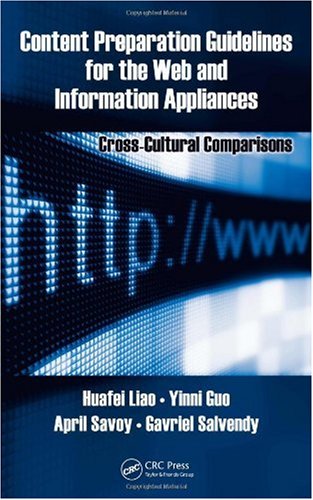 Content Preparation Guidelines
for the Web and
Information Appliances
Cross-Cultural Comparisons
http://www
Huafei Liao • Yinni Guo
April Savoy • Gavriel Salvendy
CRC
CRC Press
Taylor & Francis Group